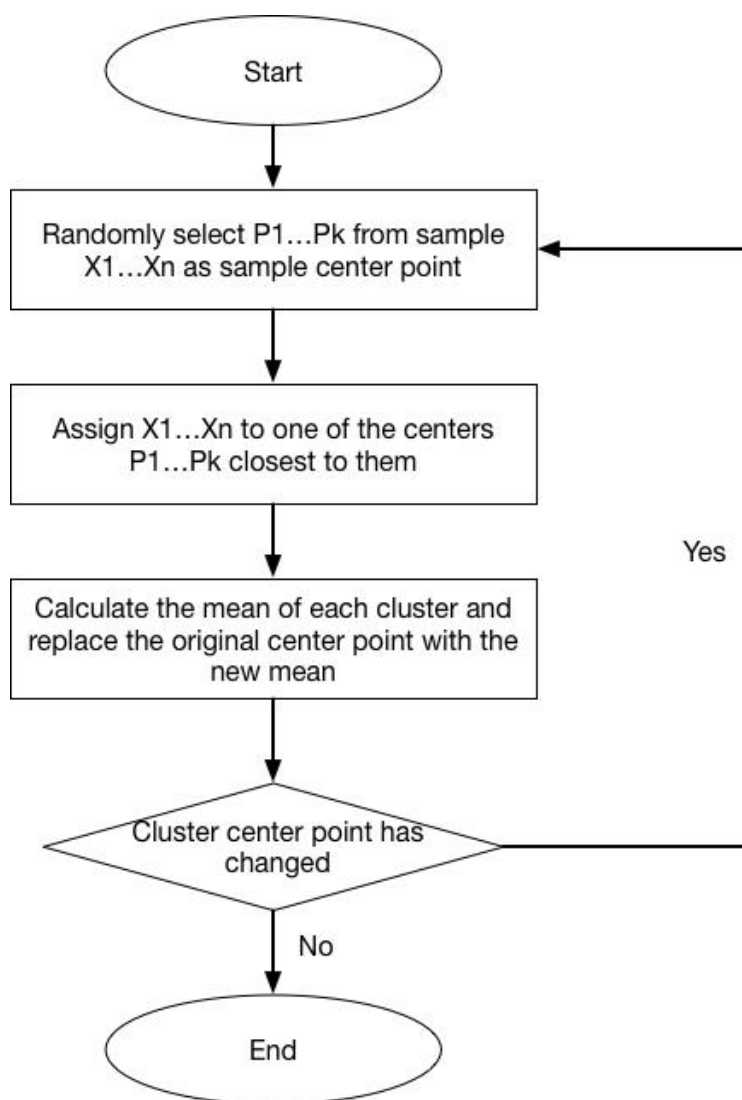 Start
Randomly select P1...Pk from sample
X1...Xn as sample center point
Assign X1...Xn to one of the centers
P1...Pk closest to them
Yes
Calculate the mean of each cluster and
replace the original center point with the
new mean
Cluster center point has
changed
No
End